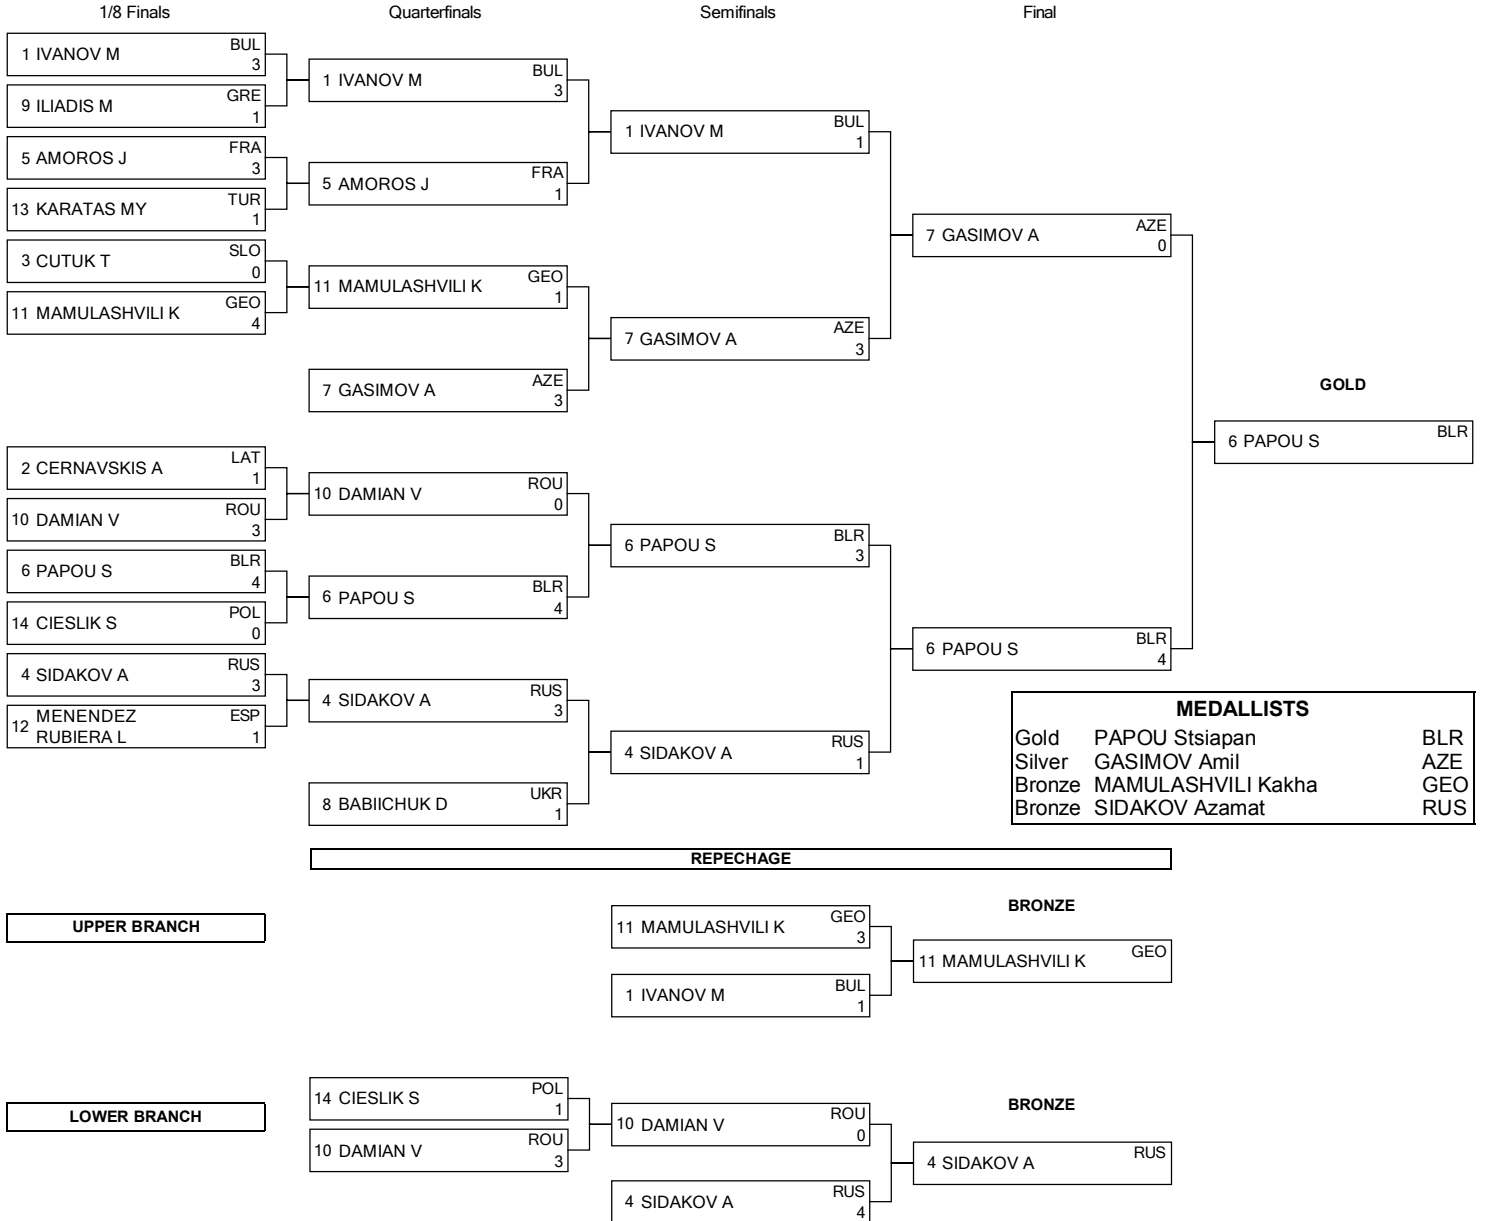 1/8 Finals Quarterfinals Semifinals Final
1 IVANOV M BUL 3
9 ILIADIS M GRE 1
5 AMOROS J FRA 3
13 KARATAS MY TUR 1
3 CUTUK T SLO 0
11 MAMULASHVILI K GEO 4
2 CERNAVSKIS A LAT 1
10 DAMIAN V ROU 3
6 PAPOU S BLR 4
14 CIESLIK S POL 0
4 SIDAKOV A RUS 3
12 MENENDEZ RUBIERA L ESP 1
1 IVANOV M BUL 3
5 AMOROS J FRA 1
11 MAMULASHVILI K GEO 1
7 GASIMOV A AZE 3
10 DAMIAN V ROU 0
6 PAPOU S BLR 4
4 SIDAKOV A RUS 3
8 BABIICHUK D UKR 1
1 IVANOV M BUL 1
7 GASIMOV A AZE 3
6 PAPOU S BLR 3
4 SIDAKOV A RUS 1
7 GASIMOV A AZE 0
6 PAPOU S BLR 4
GOLD
6 PAPOU S BLR
MEDALLISTS
Gold PAPOU Stsiapan BLR
Silver GASIMOV Amil AZE
Bronze MAMULASHVILI Kakha GEO
Bronze SIDAKOV Azamat RUS
REPECHAGE
UPPER BRANCH
11 MAMULASHVILI K GEO 3
1 IVANOV M BUL 1
BRONZE
11 MAMULASHVILI K GEO
LOWER BRANCH
14 CIESLIK S POL 1
10 DAMIAN V ROU 3
10 DAMIAN V ROU 0
4 SIDAKOV A RUS 4
BRONZE
4 SIDAKOV A RUS